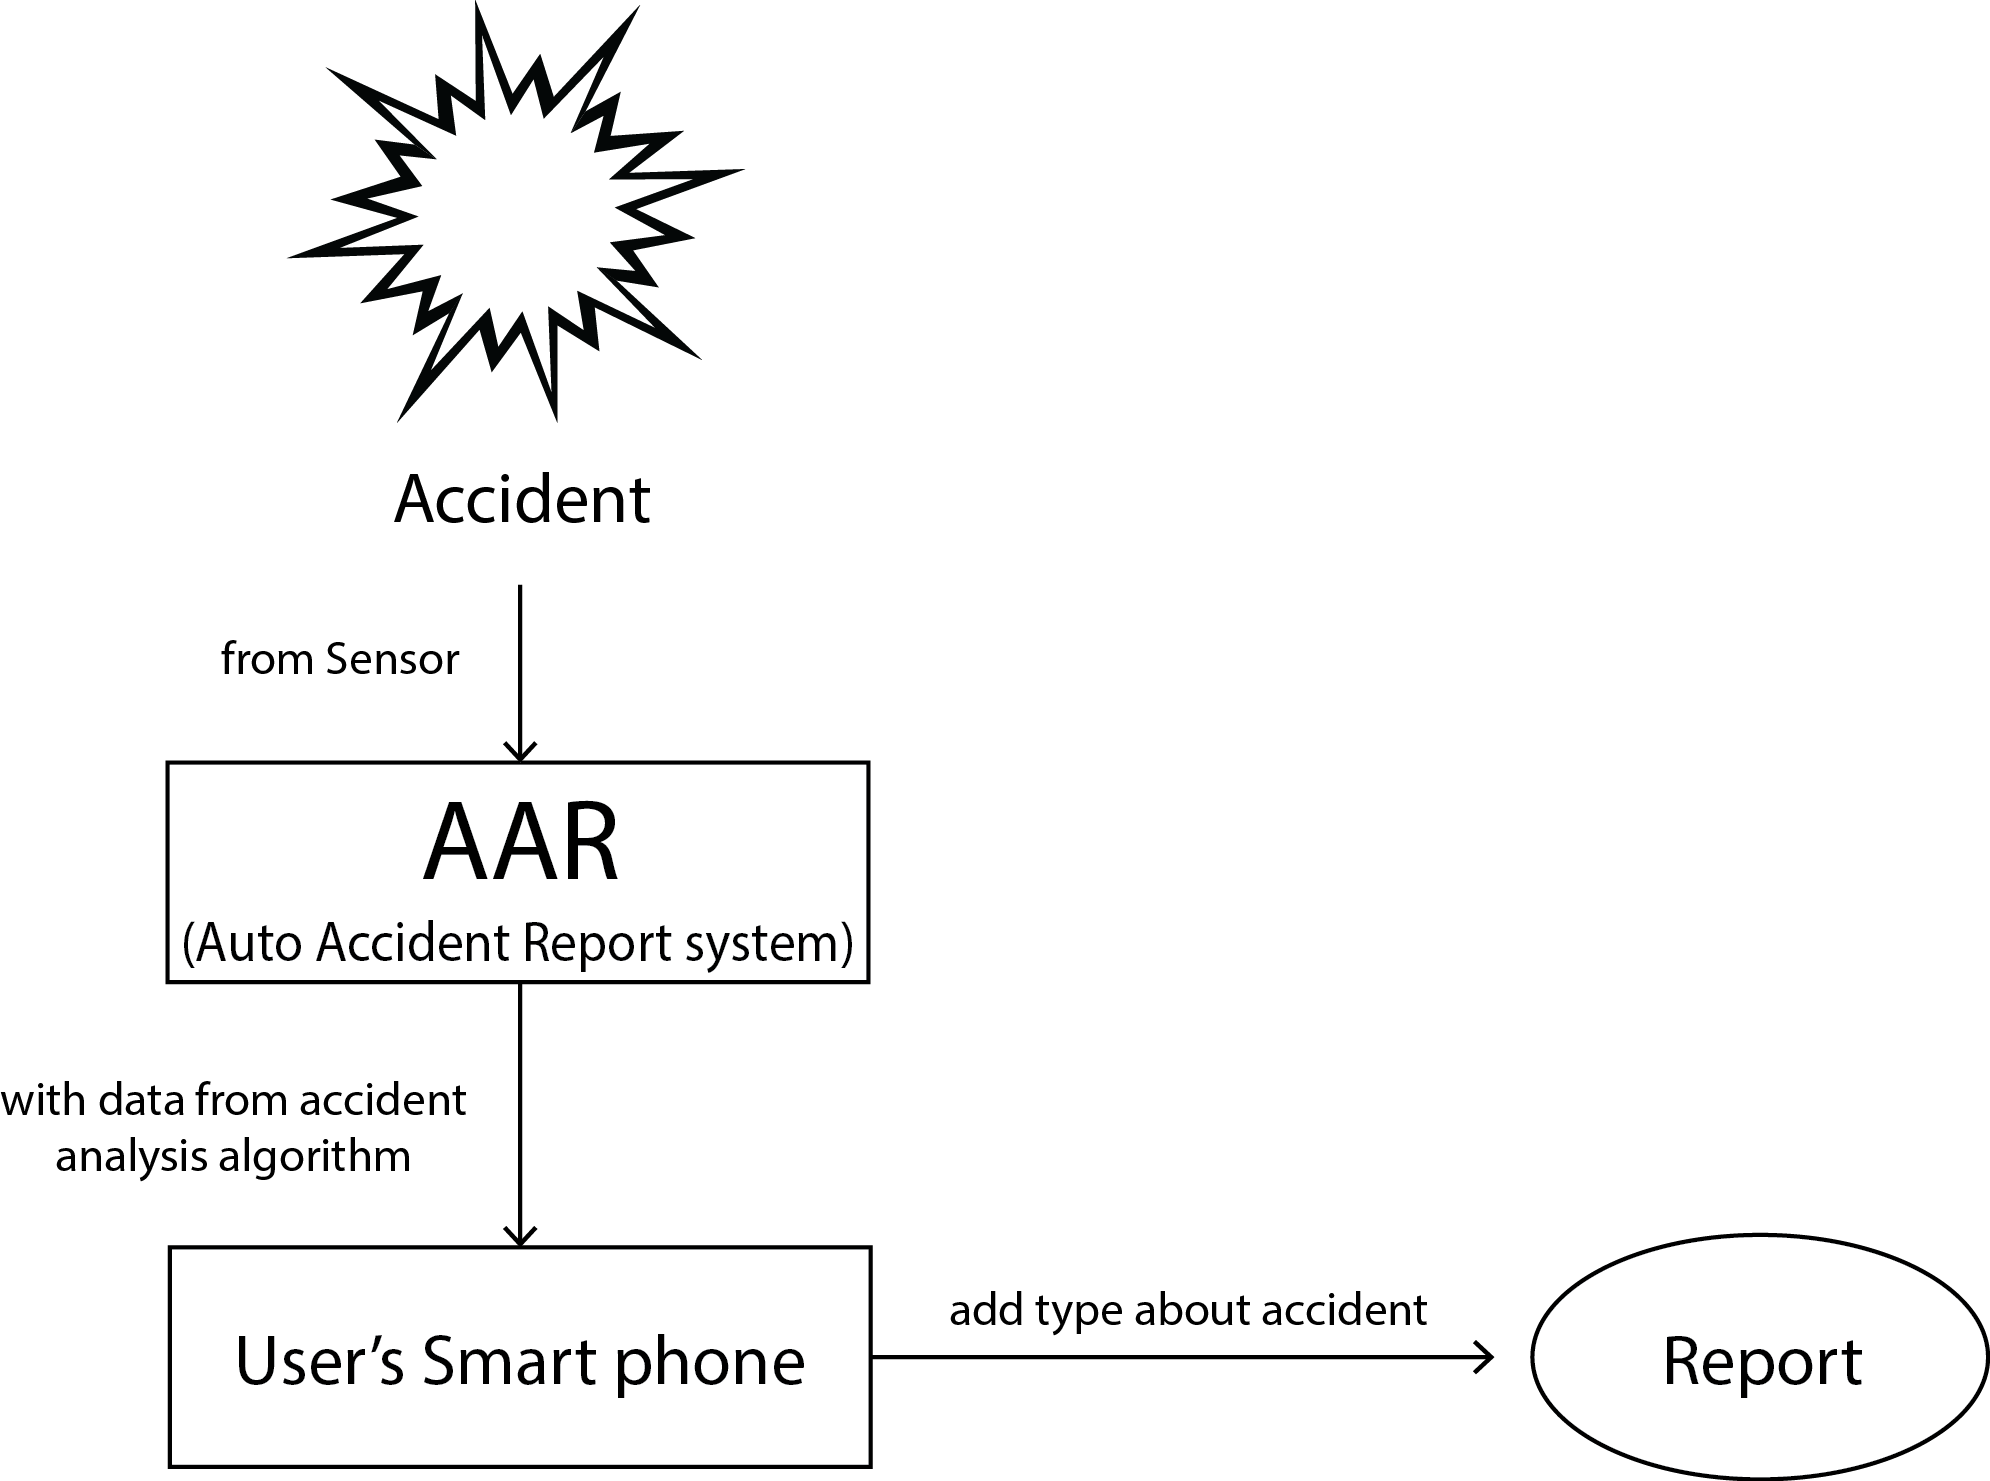 Accident
from Sensor
AAR
(Auto Accident Report system)
with data from accident
analysis algorithm
User’s Smart phone
add type about accident
Report